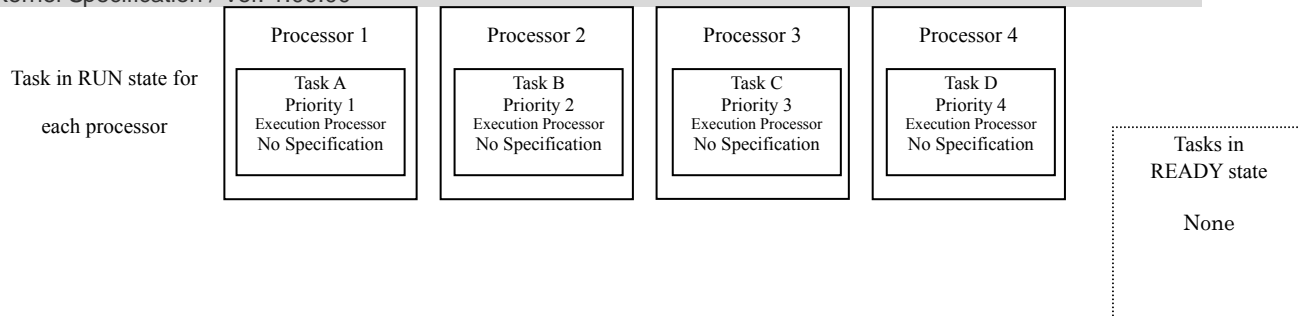 Task in RUN state for
each processor
Processor 1
Task A
Priority 1
Execution Processor
No Specification
Processor 2
Task B
Priority 2
Execution Processor
No Specification
Processor 3
Task C
Priority 3
Execution Processor
No Specification
Processor 4
Task D
Priority 4
Execution Processor
No Specification
Tasks in
READY state
None